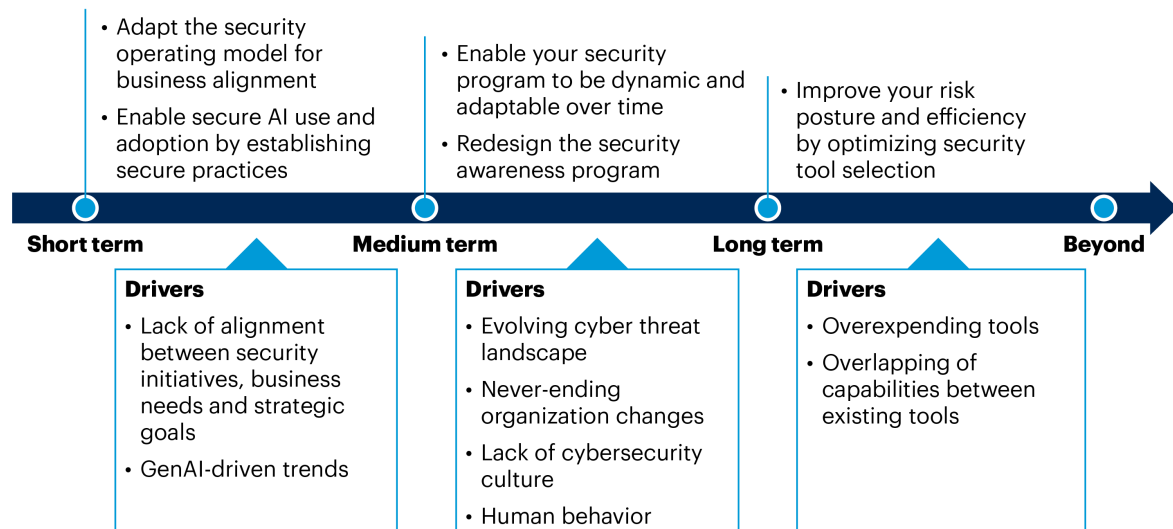 • Adapt the security
operating model for
business alignment
• Enable secure AI use and
adoption by establishing
secure practices
• Enable your security
program to be dynamic and
adaptable over time
• Redesign the security
awareness program
• Improve your risk
posture and efficiency
by optimizing security
tool selection
Short term
Medium term
Long term
Beyond
Drivers
• Lack of alignment
between security
initiatives, business
needs and strategic
goals
• GenAI-driven trends
Drivers
• Evolving cyber threat
landscape
• Never-ending
organization changes
• Lack of cybersecurity
culture
• Human behavior
Drivers
• Overexpending tools
• Overlapping of
capabilities between
existing tools